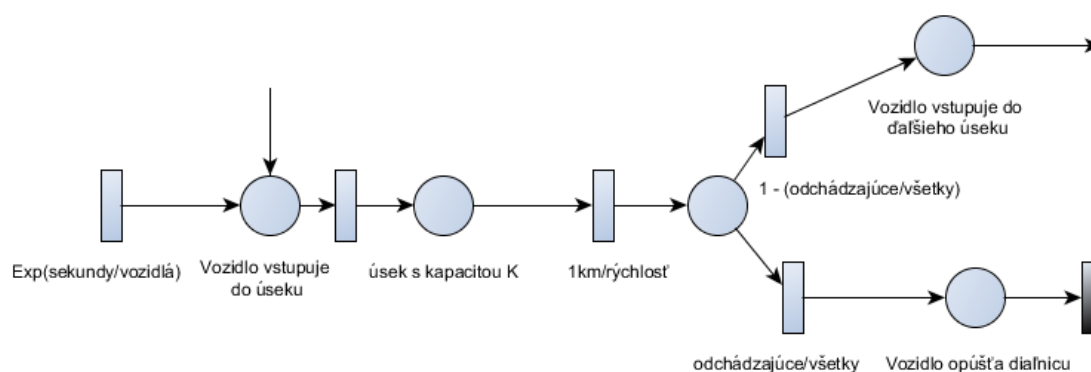 Vozidlo vstupuje do
ďaľšieho úseku
1 - (odchádzajúce/všetky)
Exp(sekundy/vozidlá)
Vozidlo vstupuje
do úseku
úsek s kapacitou K
1km/rýchlosť
odchádzajúce/všetky)
Vozidlo opúšťa diaľnicu